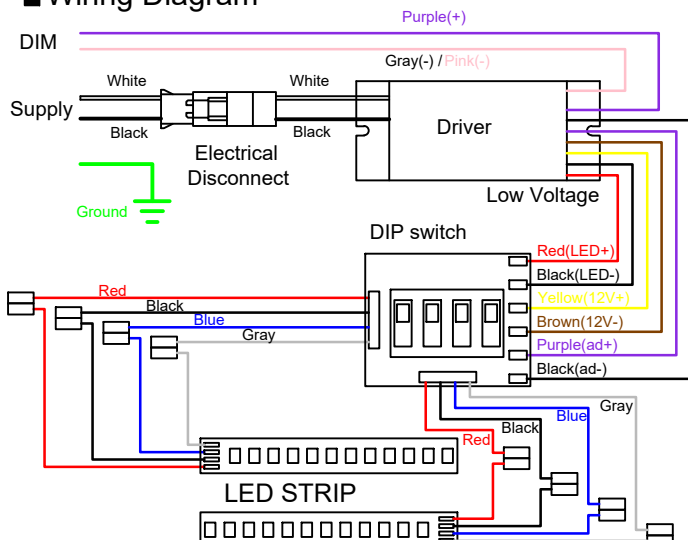 ■ Wiring Diagram
Purple(+)
DIM
Gray(-) / Pink(-)
White
White
Supply
Black
Black
Driver
Electrical
Disconnect
Low Voltage
Ground
DIP switch
Red(LED+)
Black(LED-)
Yellow(12V+)
Brown(12V-)
Purple(ad+)
Black(ad-)
Red
Black
Blue
Gray
Gray
Blue
Black
Red
LED STRIP